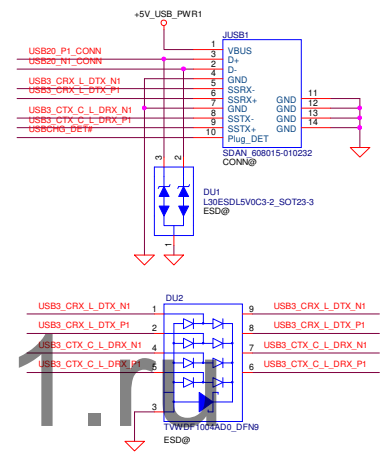 +5V_USB_PWR1
JUSB1
1 VBUS
USB20_P1_CONN 3 D+
USB20_N1_CONN 2 D-
4 GND
USB3_CRX_L_DTX_N1 5 SSRX-
USB3_CRX_L_DTX_P1 6 SSRX+ GND 11
7 GND GND 12
USB3_CTX_C_L_DRX_N1 8 SSTX- GND 13
USB3_CTX_C_L_DRX_P1 9 SSTX+ GND 14
USBCHG_DET# 10 Plug_DET
SDAN_608015-010232
CONN@
3 2
DU1
L30ESDL5V0C3-2_SOT23-3
ESD@
1
DU2
USB3_CRX_L_DTX_N1 1 9 USB3_CRX_L_DTX_N1
USB3_CRX_L_DTX_P1 2 8 USB3_CRX_L_DTX_P1
USB3_CTX_C_L_DRX_N1 4 7 USB3_CTX_C_L_DRX_N1
USB3_CTX_C_L_DRX_P1 5 6 USB3_CTX_C_L_DRX_P1
3
TVWDF1004AD0_DFN9
ESD@
1.ru